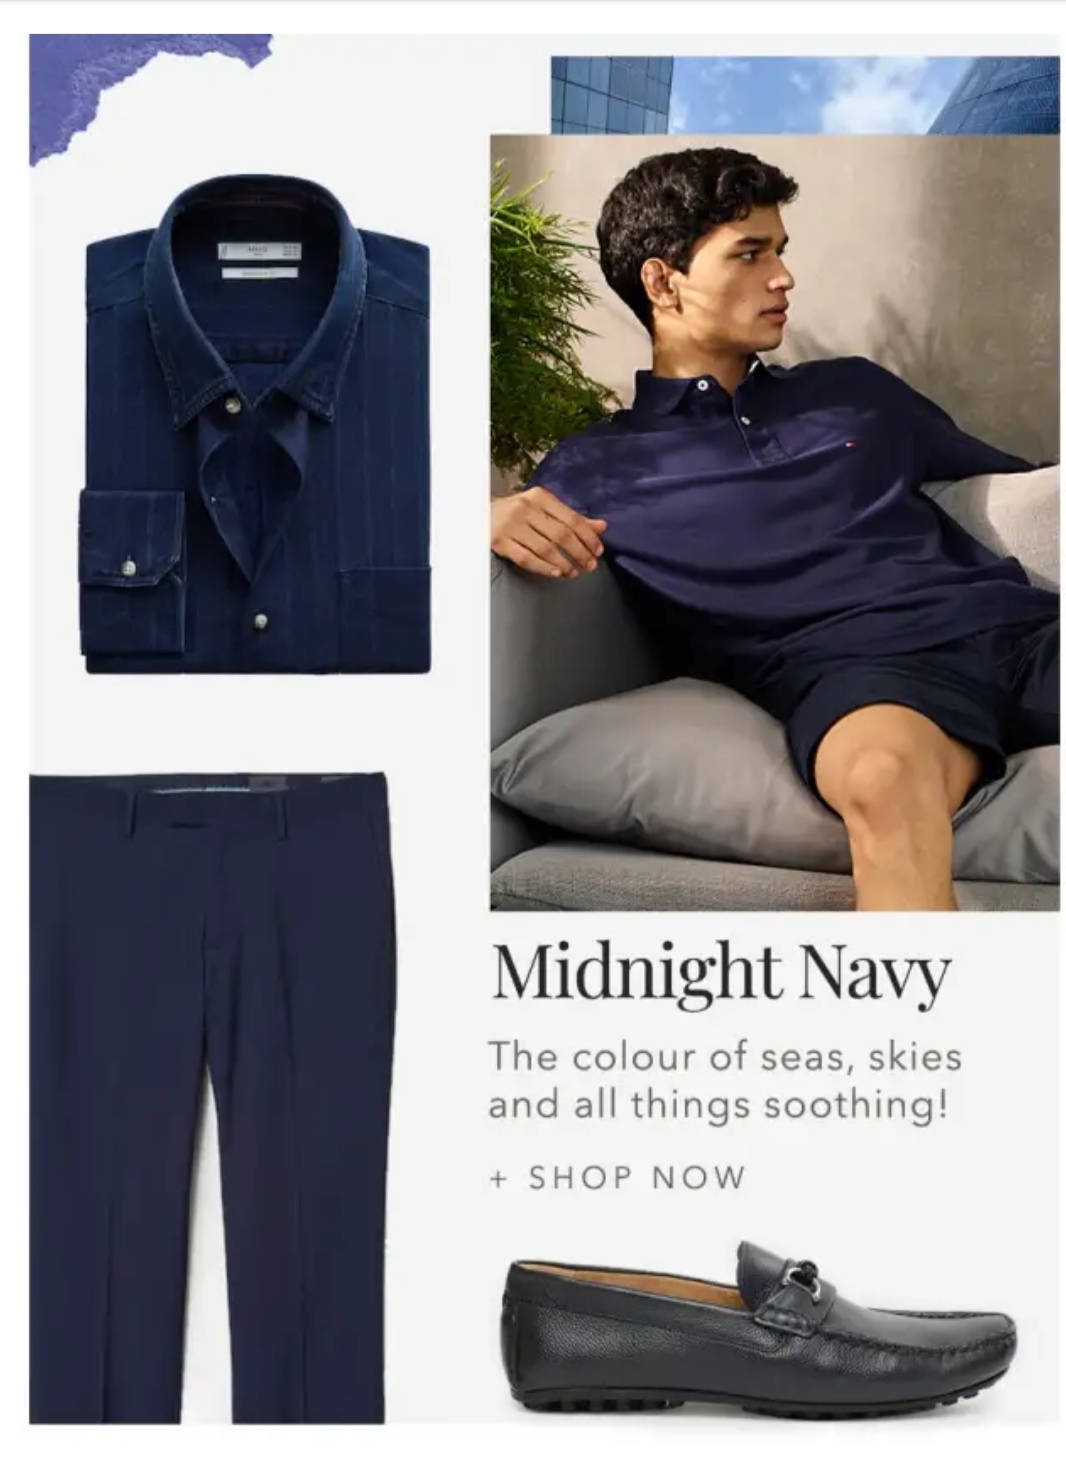 Midnight Navy
The colour of seas, skies
and all things soothing!
+ SHOP NOW